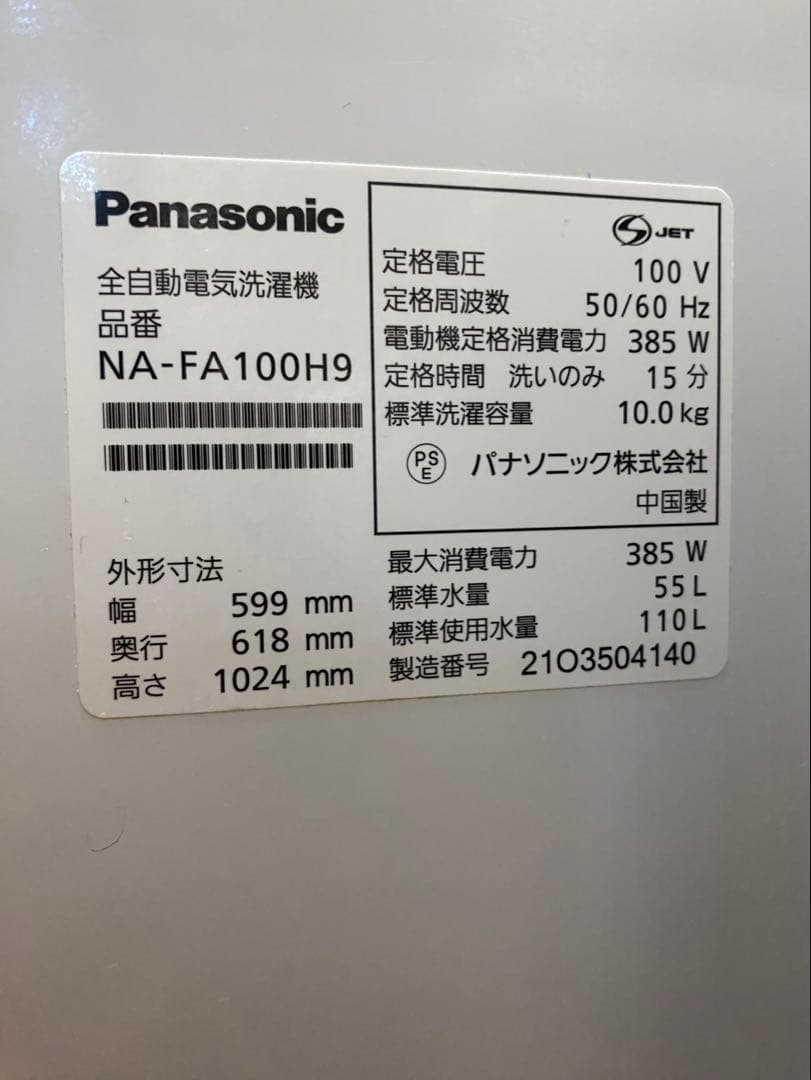 Panasonic
全自動電気洗濯機
品番
NA-FA100H9
外形寸法
幅 599 mm
奥行 618 mm
高さ 1024 mm
JET
定格電圧 100 V
定格周波数 50/60 Hz
電動機定格消費電力 385 W
定格時間 洗いのみ 15 分
標準洗濯容量 10.0 kg
PSE パナソニック株式会社
中国製
最大消費電力 385 W
標準水量 55 L
標準使用水量 110 L
製造番号 21O3504140